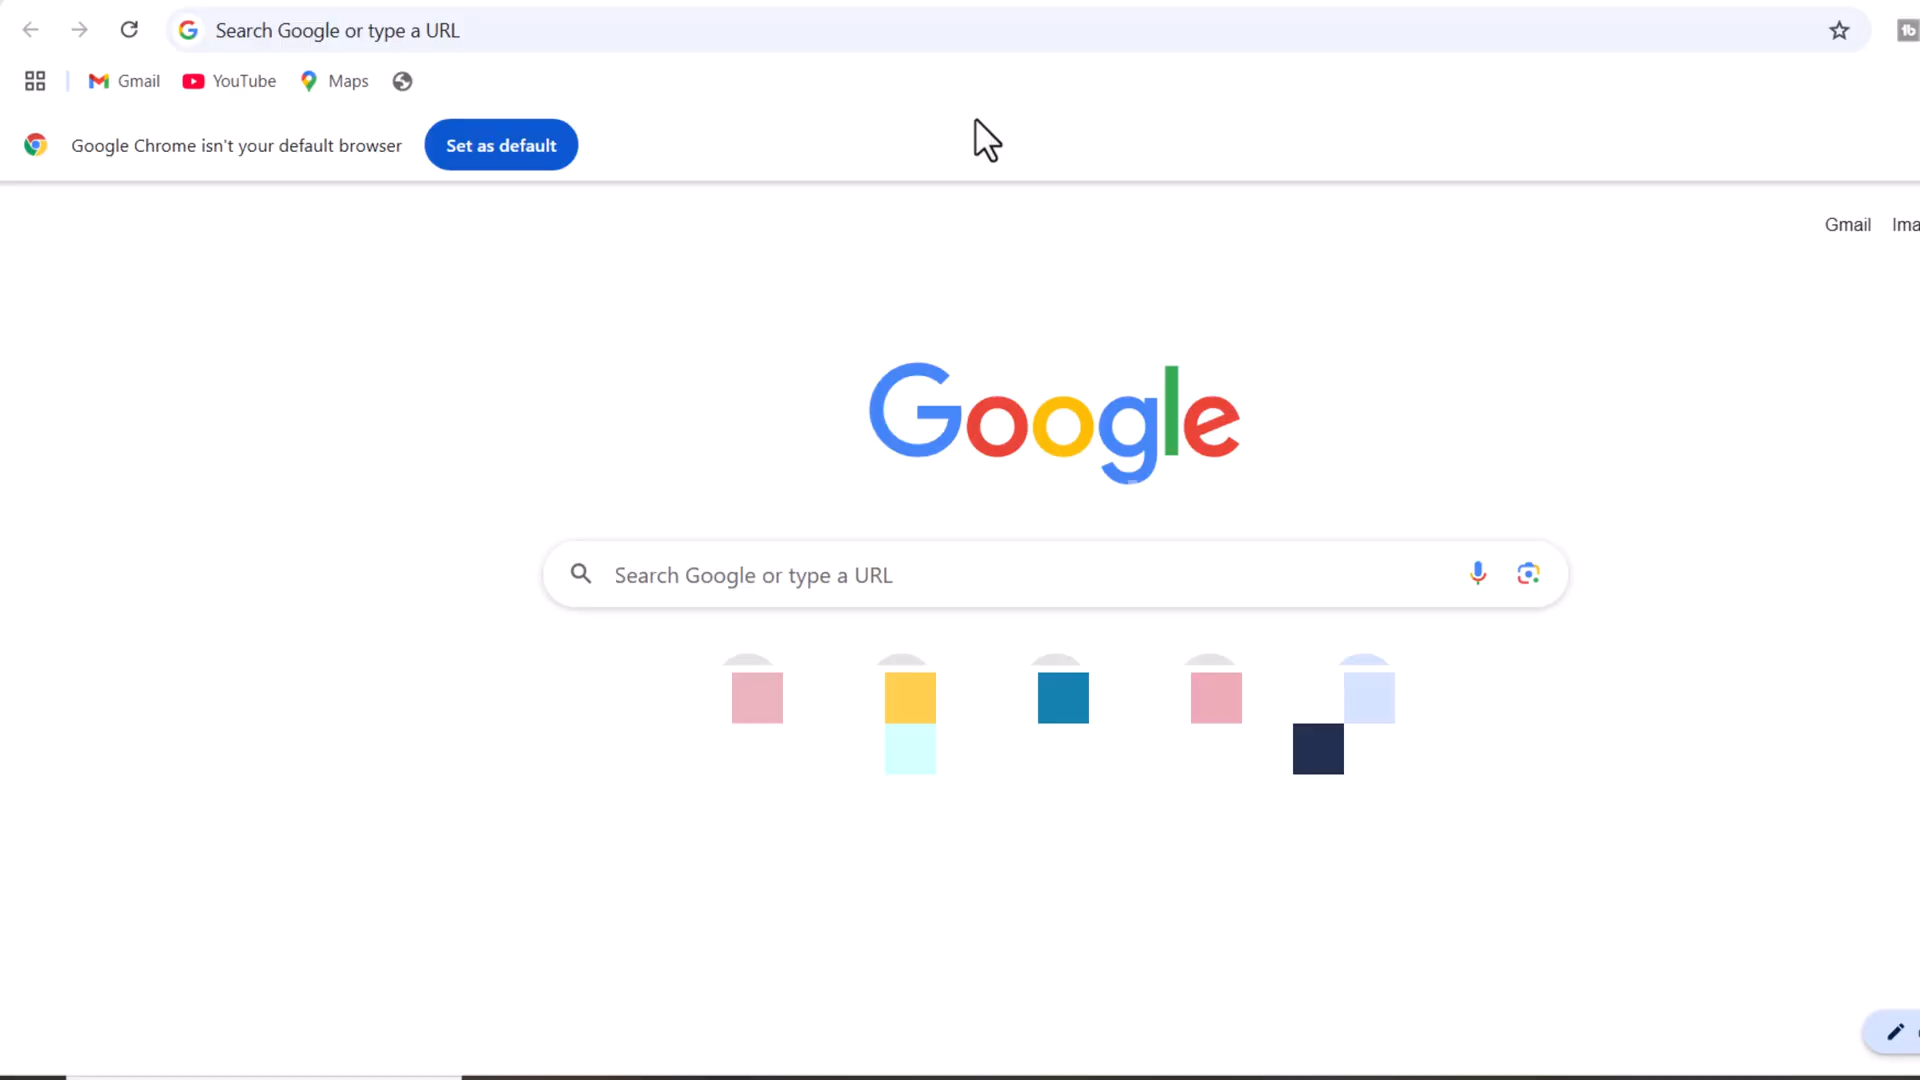 Search Google or type a URL
Gmail YouTube Maps
Google Chrome isn't your default browser Set as default
Gmail
Google
Search Google or type a URL